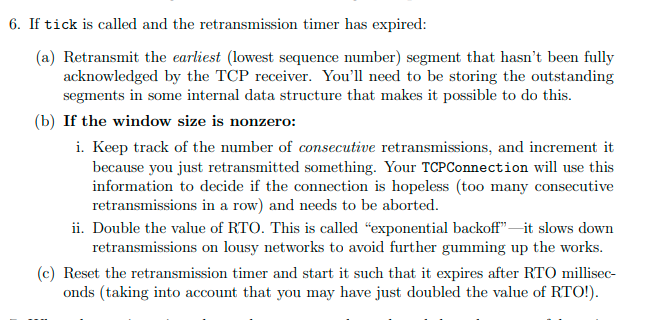 6. If tick is called and the retransmission timer has expired:
(a) Retransmit the earliest (lowest sequence number) segment that hasn't been fully
acknowledged by the TCP receiver. You'll need to be storing the outstanding
segments in some internal data structure that makes it possible to do this.
(b) If the window size is nonzero:
i. Keep track of the number of consecutive retransmissions, and increment it
because you just retransmitted something. Your TCPConnection will use this
information to decide if the connection is hopeless (too many consecutive
retransmissions in a row) and needs to be aborted.
ii. Double the value of RTO. This is called “exponential backoff”—it slows down
retransmissions on lousy networks to avoid further gumming up the works.
(c) Reset the retransmission timer and start it such that it expires after RTO millisec-
onds (taking into account that you may have just doubled the value of RTO!).